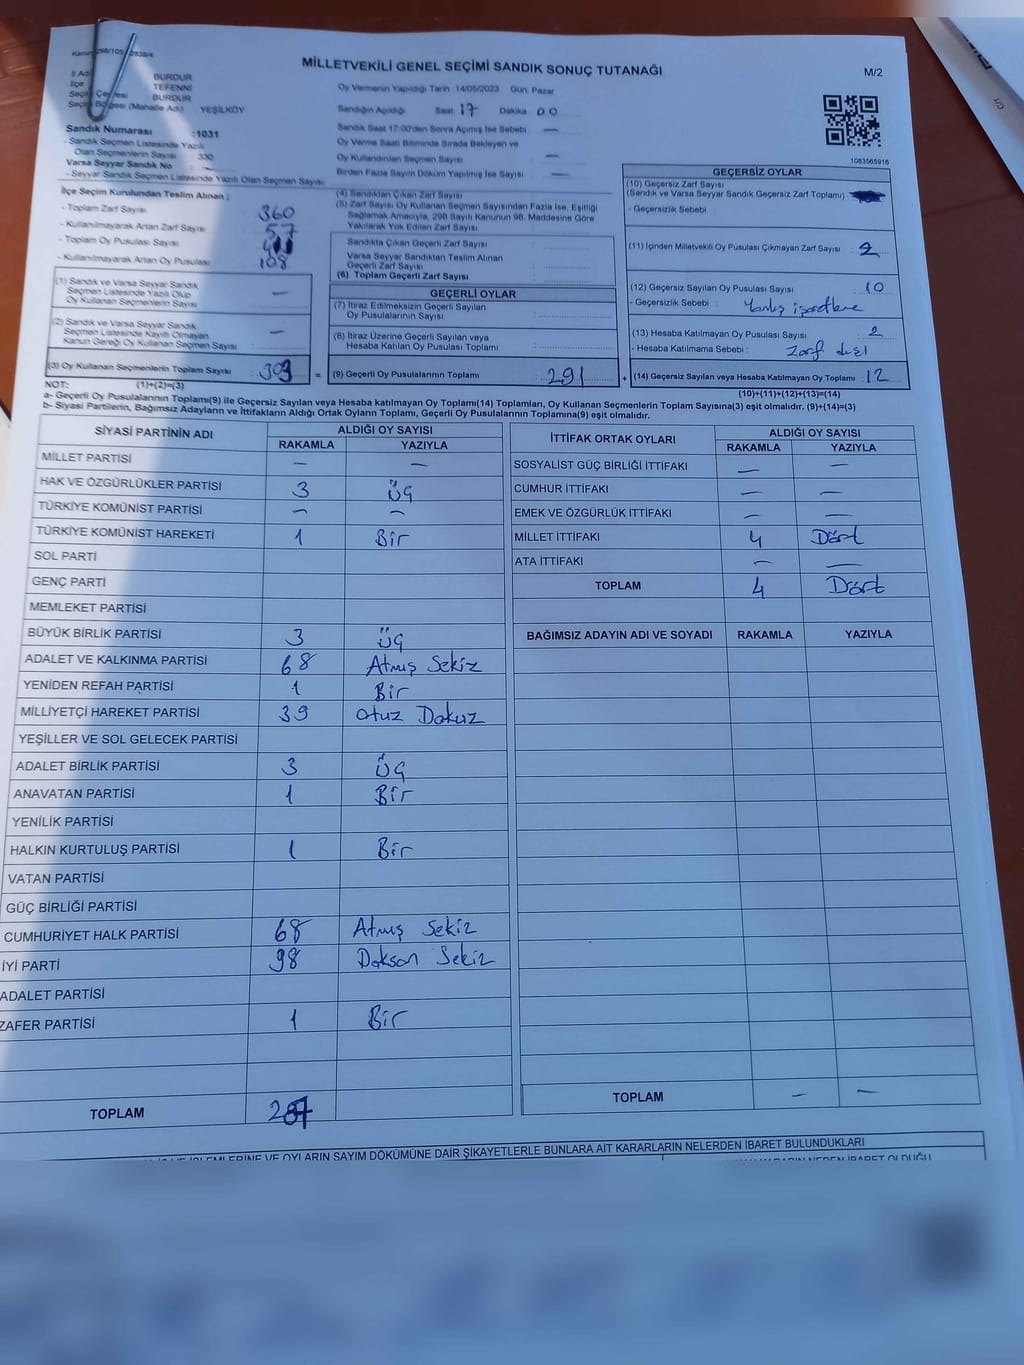 Kanun 298/105 2839/4
MİLLETVEKİLİ GENEL SEÇİMİ SANDIK SONUÇ TUTANAĞI
M/2
İl Adı BURDUR
İlçe TEFENNİ
Seçim Çevresi BURDUR
Seçim Bölgesi (Mahalle Adı) YEŞİLKÖY
Sandık Numarası :1031
- Sandık Seçmen Listesinde Yazılı
Olan Seçmenlerin Sayısı : 330
Varsa Seyyar Sandık No
- Seyyar Sandık Seçmen Listesinde Yazılı Olan Seçmen Sayısı
Oy Vermenin Yapıldığı Tarih 14/05/2023 Gün: Pazar
Sandığın Açıldığı Saat: 17 Dakika 00
Sandık Saat 17:00'den Sonra Açılmış İse Sebebi —
Oy Verme Saati Bitiminde Sırada Bekleyen ve
Oy Kullandırılan Seçmen Sayısı —
Birden Fazla Sayım Döküm Yapılmış İse Sayısı —
1083565916
İlçe Seçim Kurulundan Teslim Alınan ;
- Toplam Zarf Sayısı 360
- Kullanılmayarak Artan Zarf Sayısı 57
- Toplam Oy Pusulası
- Kullanılmayarak Artan Oy Pusulası 108
(1) Sandık ve Varsa Seyyar Sandık
Seçmen Listesinde Yazılı Olup
Oy Kullanan Seçmenlerin Sayısı : —
(2) Sandık ve Varsa Seyyar Sandık
Seçmen Listesinde Kayıtlı Olmayan
Kanun Gereği Oy Kullanan Seçmen Sayısı : —
(3) Oy Kullanan Seçmenlerin Toplam Sayısı 303 =
(4) Sandıktan Çıkan Zarf Sayısı
(5) Zarf Sayısı Oy Kullanan Seçmen Sayısından Fazla İse, Eşitliği
Sağlamak Amacıyla, 298 Sayılı Kanunun 98. Maddesine Göre
Yakılarak Yok Edilen Zarf Sayısı
Sandıkta Çıkan Geçerli Zarf Sayısı
Varsa Seyyar Sandıktan Teslim Alınan
Geçerli Zarf Sayısı
(6) Toplam Geçerli Zarf Sayısı
GEÇERLİ OYLAR
(7) İtiraz Edilmeksizin Geçerli Sayılan
Oy Pusulalarının Sayısı
(8) İtiraz Üzerine Geçerli Sayılan veya
Hesaba Katılan Oy Pusulası Toplamı
(9) Geçerli Oy Pusulalarının Toplamı : 291 +
GEÇERSİZ OYLAR
(10) Geçersiz Zarf Sayısı
(Sandık ve Varsa Seyyar Sandık Geçersiz Zarf Toplamı)
- Geçersizlik Sebebi :
(11) İçinden Milletvekili Oy Pusulası Çıkmayan Zarf Sayısı : 2
(12) Geçersiz Sayılan Oy Pusulası Sayısı : 10
- Geçersizlik Sebebi : Yanlış işaretleme
(13) Hesaba Katılmayan Oy Pusulası Sayısı : 2
- Hesaba Katılmama Sebebi : Zarf dışı
(14) Geçersiz Sayılan veya Hesaba Katılmayan Oy Toplamı : 12
NOT: (1)+(2)=(3)
(10)+(11)+(12)+(13)=(14)
a- Geçerli Oy Pusulalarının Toplamı(9) ile Geçersiz Sayılan veya Hesaba katılmayan Oy Toplamı(14) Toplamları, Oy Kullanan Seçmenlerin Toplam Sayısına(3) eşit olmalıdır. (9)+(14)=(3)
b- Siyasi Partilerin, Bağımsız Adayların ve İttifakların Aldığı Ortak Oyların Toplamı, Geçerli Oy Pusulalarının Toplamına(9) eşit olmalıdır.
SİYASİ PARTİNİN ADI ALDIĞI OY SAYISI
RAKAMLA YAZIYLA
MİLLET PARTİSİ — —
HAK VE ÖZGÜRLÜKLER PARTİSİ 3 üç
TÜRKİYE KOMÜNİST PARTİSİ — —
TÜRKİYE KOMÜNİST HAREKETİ 1 Bir
SOL PARTİ
GENÇ PARTİ
MEMLEKET PARTİSİ
BÜYÜK BİRLİK PARTİSİ 3 üç
ADALET VE KALKINMA PARTİSİ 68 Atmış Sekiz
YENİDEN REFAH PARTİSİ 1 Bir
MİLLİYETÇİ HAREKET PARTİSİ 39 otuz Dokuz
YEŞİLLER VE SOL GELECEK PARTİSİ
ADALET BİRLİK PARTİSİ 3 üç
ANAVATAN PARTİSİ 1 Bir
YENİLİK PARTİSİ
HALKIN KURTULUŞ PARTİSİ 1 Bir
VATAN PARTİSİ
GÜÇ BİRLİĞİ PARTİSİ
CUMHURİYET HALK PARTİSİ 68 Atmış Sekiz
İYİ PARTİ 98 Doksan Sekiz
ADALET PARTİSİ
ZAFER PARTİSİ 1 Bir
TOPLAM 287
İTTİFAK ORTAK OYLARI ALDIĞI OY SAYISI
RAKAMLA YAZIYLA
SOSYALİST GÜÇ BİRLİĞİ İTTİFAKI — —
CUMHUR İTTİFAKI — —
EMEK VE ÖZGÜRLÜK İTTİFAKI — —
MİLLET İTTİFAKI 4 Dört
ATA İTTİFAKI — —
TOPLAM 4 Dört
BAĞIMSIZ ADAYIN ADI VE SOYADI RAKAMLA YAZIYLA
TOPLAM — —
İŞLEMLERİNE VE OYLARIN SAYIM DÖKÜMÜNE DAİR ŞİKAYETLERLE BUNLARA AİT KARARLARIN NELERDEN İBARET BULUNDUKLARI